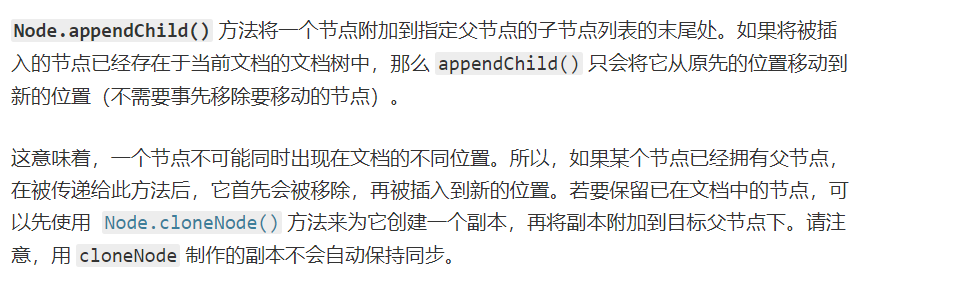 Node.appendChild() 方法将一个节点附加到指定父节点的子节点列表的末尾处。如果将被插
入的节点已经存在于当前文档的文档树中，那么 appendChild() 只会将它从原先的位置移动到
新的位置（不需要事先移除要移动的节点）。
这意味着，一个节点不可能同时出现在文档的不同位置。所以，如果某个节点已经拥有父节点，
在被传递给此方法后，它首先会被移除，再被插入到新的位置。若要保留已在文档中的节点，可
以先使用 Node.cloneNode() 方法来为它创建一个副本，再将副本附加到目标父节点下。请注
意，用 cloneNode 制作的副本不会自动保持同步。